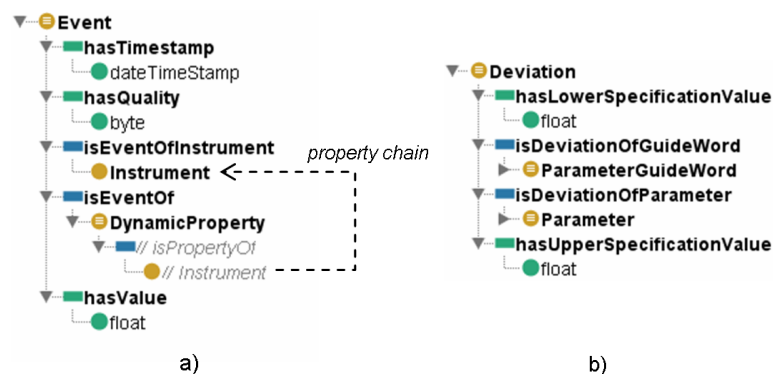 Event
hasTimestamp
dateTimeStamp
hasQuality
byte
isEventOfInstrument
Instrument
property chain
isEventOf
DynamicProperty
// isPropertyOf
// Instrument
hasValue
float
a)
Deviation
hasLowerSpecificationValue
float
isDeviationOfGuideWord
ParameterGuideWord
isDeviationOfParameter
Parameter
hasUpperSpecificationValue
float
b)